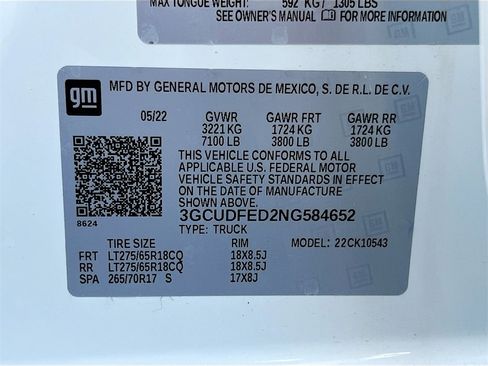 MAX TONGUE WEIGHT: 592 KG / 1305 LBS
SEE OWNER'S MANUAL FOR MORE INFORMATION
gm
MFD BY GENERAL MOTORS DE MEXICO, S. DE R.L. DE C.V.
05/22 GVWR GAWR FRT GAWR RR
3221 KG 1724 KG 1724 KG
7100 LB 3800 LB 3800 LB
THIS VEHICLE CONFORMS TO ALL
APPLICABLE U.S. FEDERAL MOTOR
VEHICLE SAFETY STANDARDS IN EFFECT
ON THE DATE OF MANUFACTURE SHOWN ABOVE.
3GCUDFED2NG584652
8624
TYPE: TRUCK
TIRE SIZE RIM MODEL: 22CK10543
FRT LT275/65R18CQ 18X8.5J
RR LT275/65R18CQ 18X8.5J
SPA 265/70R17 S 17X8J